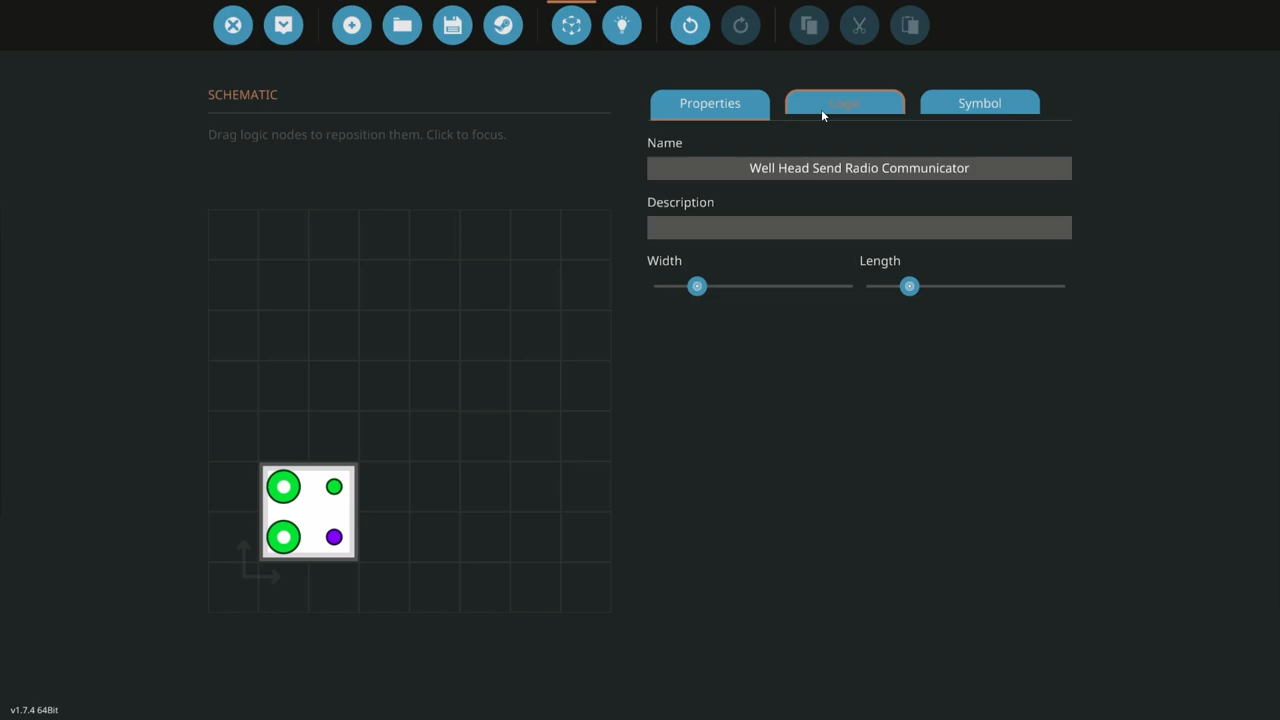 SCHEMATIC
Drag logic nodes to reposition them. Click to focus.
Properties
Logic
Symbol
Name
Well Head Send Radio Communicator
Description
Width
Length
v1.7.4 64Bit